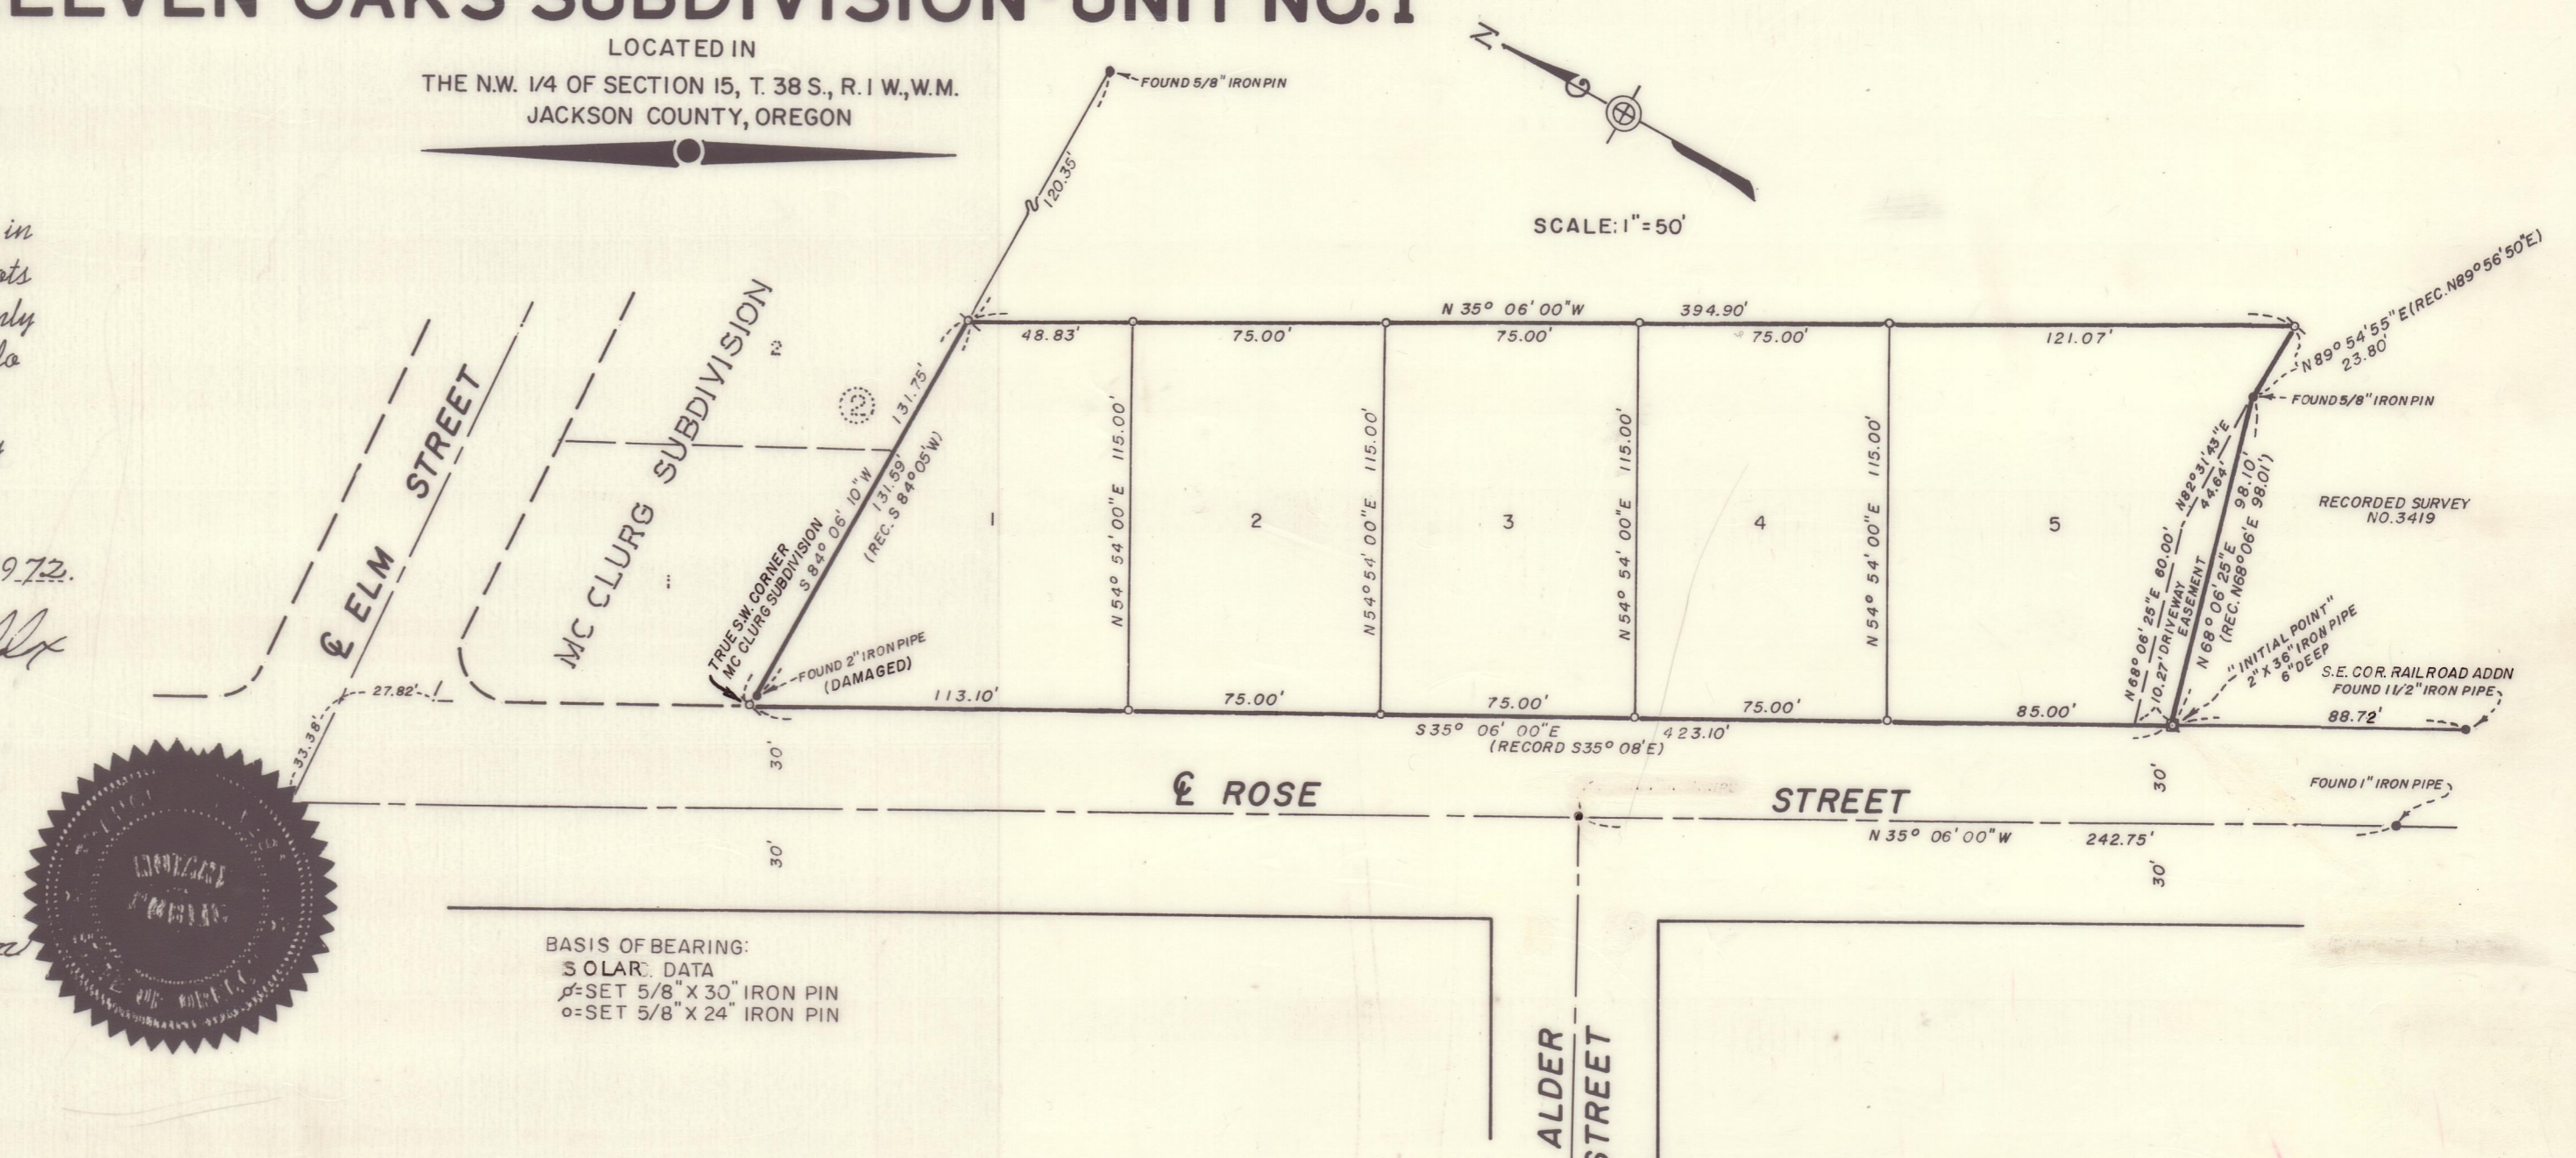 ELEVEN OAKS SUBDIVISION-UNIT NO.1
LOCATED IN
THE N.W. 1/4 OF SECTION 15, T. 38 S., R. 1 W., W.M.
JACKSON COUNTY, OREGON
N
SCALE: 1"=50'
FOUND 5/8" IRON PIN
120.35'
in
nly
972.
ELM STREET
27.82'
33.38'
MC CLURG SUBDIVISION
2
2
1
TRUE S.W. CORNER
MC CLURG SUBDIVISION
FOUND 2" IRON PIPE
(DAMAGED)
131.75'
S 84° 06' 10" W
131.59'
(REC. S 84° 05' W)
N 35° 06' 00" W 394.90'
48.83' 75.00' 75.00' 75.00' 121.07'
N 54° 54' 00" E 115.00'
N 54° 54' 00" E 115.00'
N 54° 54' 00" E 115.00'
N 54° 54' 00" E 115.00'
1 2 3 4 5
N 89° 54' 55" E (REC. N 89° 56' 50" E)
23.80'
FOUND 5/8" IRON PIN
N 82° 31' 43" E
44.64'
N 68° 06' 25" E 60.00'
10.27' DRIVEWAY
EASEMENT
N 68° 06' 25" E 98.10'
(REC. N 68° 06' E 98.01')
RECORDED SURVEY
NO. 3419
"INITIAL POINT"
2" X 36" IRON PIPE
6" DEEP
S.E. COR. RAILROAD ADDN
FOUND 1 1/2" IRON PIPE
113.10' 75.00' 75.00' 75.00' 85.00' 88.72'
S 35° 06' 00" E 423.10'
(RECORD S 35° 08' E)
30'
30'
30'
30'
℄ ROSE STREET
FOUND 1" IRON PIPE
N 35° 06' 00" W 242.75'
ALDER
STREET
BASIS OF BEARING:
SOLAR DATA
=SET 5/8" X 30" IRON PIN
o=SET 5/8" X 24" IRON PIN